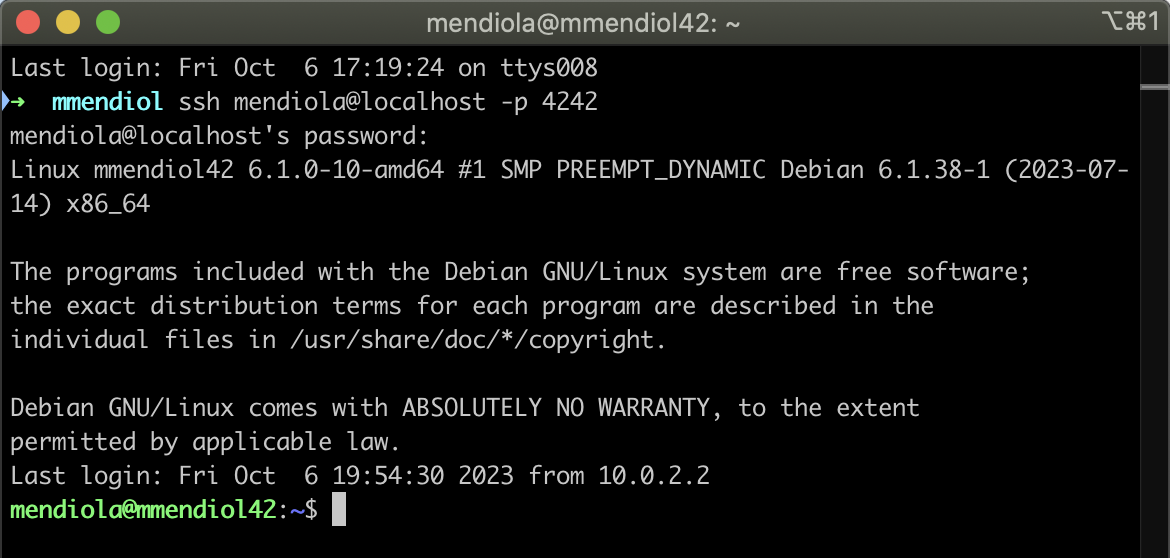 mendiola@mmendiol42: ~
⌥⌘1
Last login: Fri Oct  6 17:19:24 on ttys008
➜  mmendiol ssh mendiola@localhost -p 4242
mendiola@localhost's password:
Linux mmendiol42 6.1.0-10-amd64 #1 SMP PREEMPT_DYNAMIC Debian 6.1.38-1 (2023-07-
14) x86_64
The programs included with the Debian GNU/Linux system are free software;
the exact distribution terms for each program are described in the
individual files in /usr/share/doc/*/copyright.
Debian GNU/Linux comes with ABSOLUTELY NO WARRANTY, to the extent
permitted by applicable law.
Last login: Fri Oct  6 19:54:30 2023 from 10.0.2.2
mendiola@mmendiol42:~$